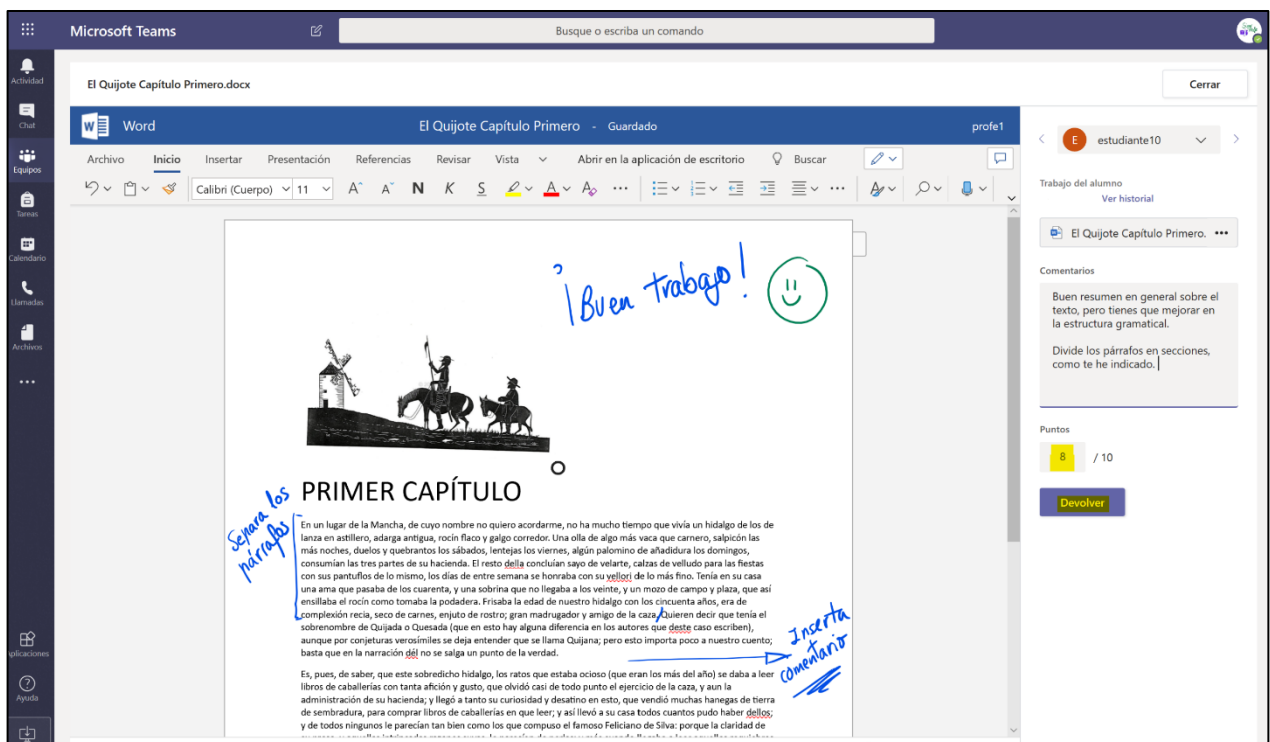 Microsoft Teams
Busque o escriba un comando
Actividad
Chat
Equipos
Tareas
Calendario
Llamadas
Archivos
Ayuda
El Quijote Capítulo Primero.docx
Cerrar
Word
El Quijote Capítulo Primero - Guardado
profe1
Archivo Inicio Insertar Presentación Referencias Revisar Vista Abrir en la aplicación de escritorio Buscar
Calibri (Cuerpo) 11 A A N K S A A
¡Buen trabajo!
PRIMER CAPÍTULO
Separa los
párrafos
En un lugar de la Mancha, de cuyo nombre no quiero acordarme, no ha mucho tiempo que vivía un hidalgo de los de
lanza en astillero, adarga antigua, rocín flaco y galgo corredor. Una olla de algo más vaca que carnero, salpicón las
más noches, duelos y quebrantos los sábados, lentejas los viernes, algún palomino de añadidura los domingos,
consumían las tres partes de su hacienda. El resto della concluían sayo de velarte, calzas de velludo para las fiestas
con sus pantuflos de lo mismo, los días de entre semana se honraba con su vellori de lo más fino. Tenía en su casa
una ama que pasaba de los cuarenta, y una sobrina que no llegaba a los veinte, y un mozo de campo y plaza, que así
ensillaba el rocín como tomaba la podadera. Frisaba la edad de nuestro hidalgo con los cincuenta años, era de
complexión recia, seco de carnes, enjuto de rostro; gran madrugador y amigo de la caza. Quieren decir que tenía el
sobrenombre de Quijada o Quesada (que en esto hay alguna diferencia en los autores que deste caso escriben),
aunque por conjeturas verosímiles se deja entender que se llama Quijana; pero esto importa poco a nuestro cuento;
basta que en la narración dél no se salga un punto de la verdad.
Inserta
comentario
Es, pues, de saber, que este sobredicho hidalgo, los ratos que estaba ocioso (que eran los más del año) se daba a leer
libros de caballerías con tanta afición y gusto, que olvidó casi de todo punto el ejercicio de la caza, y aun la
administración de su hacienda; y llegó a tanto su curiosidad y desatino en esto, que vendió muchas hanegas de tierra
de sembradura, para comprar libros de caballerías en que leer; y así llevó a su casa todos cuantos pudo haber dellos;
y de todos ningunos le parecían tan bien como los que compuso el famoso Feliciano de Silva: porque la claridad de
E estudiante10
Trabajo del alumno
Ver historial
El Quijote Capítulo Primero.
Comentarios
Buen resumen en general sobre el
texto, pero tienes que mejorar en
la estructura gramatical.
Divide los párrafos en secciones,
como te he indicado.
Puntos
8 / 10
Devolver